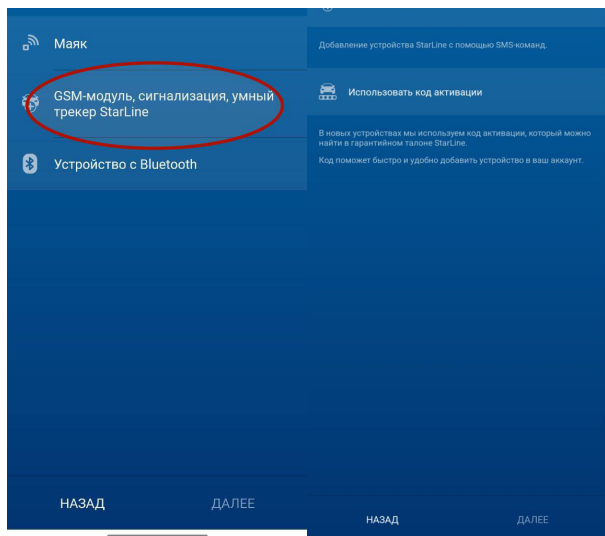 Маяк
GSM-модуль, сигнализация, умный
трекер StarLine
Устройство с Bluetooth
НАЗАД
ДАЛЕЕ
Добавление устройства StarLine с помощью SMS-команд.
Использовать код активации
В новых устройствах мы используем код активации, который можно
найти в гарантийном талоне StarLine.
Код поможет быстро и удобно добавить устройство в ваш аккаунт.
НАЗАД
ДАЛЕЕ